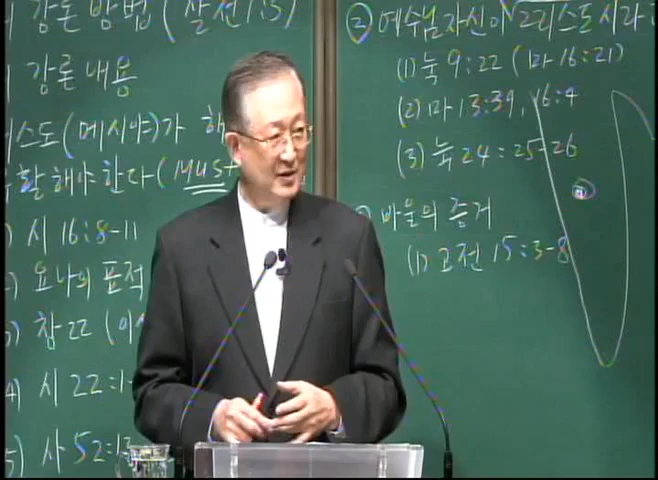 강론 방법 (살전 1:5)
강론 내용
스도(메시야)가 해
활 해야 한다 (must
시 16:8-11
요나의 표적
창 22 (이
4) 시 22:1-
5) 사 52:13
② 예수님 자신이 그리스도시라
(1) 눅 9:22 (마 16:21)
(2) 마 13:39, 16:4
(3) 눅 24:25-26
바울의 증거
(1) 고전 15:3-8